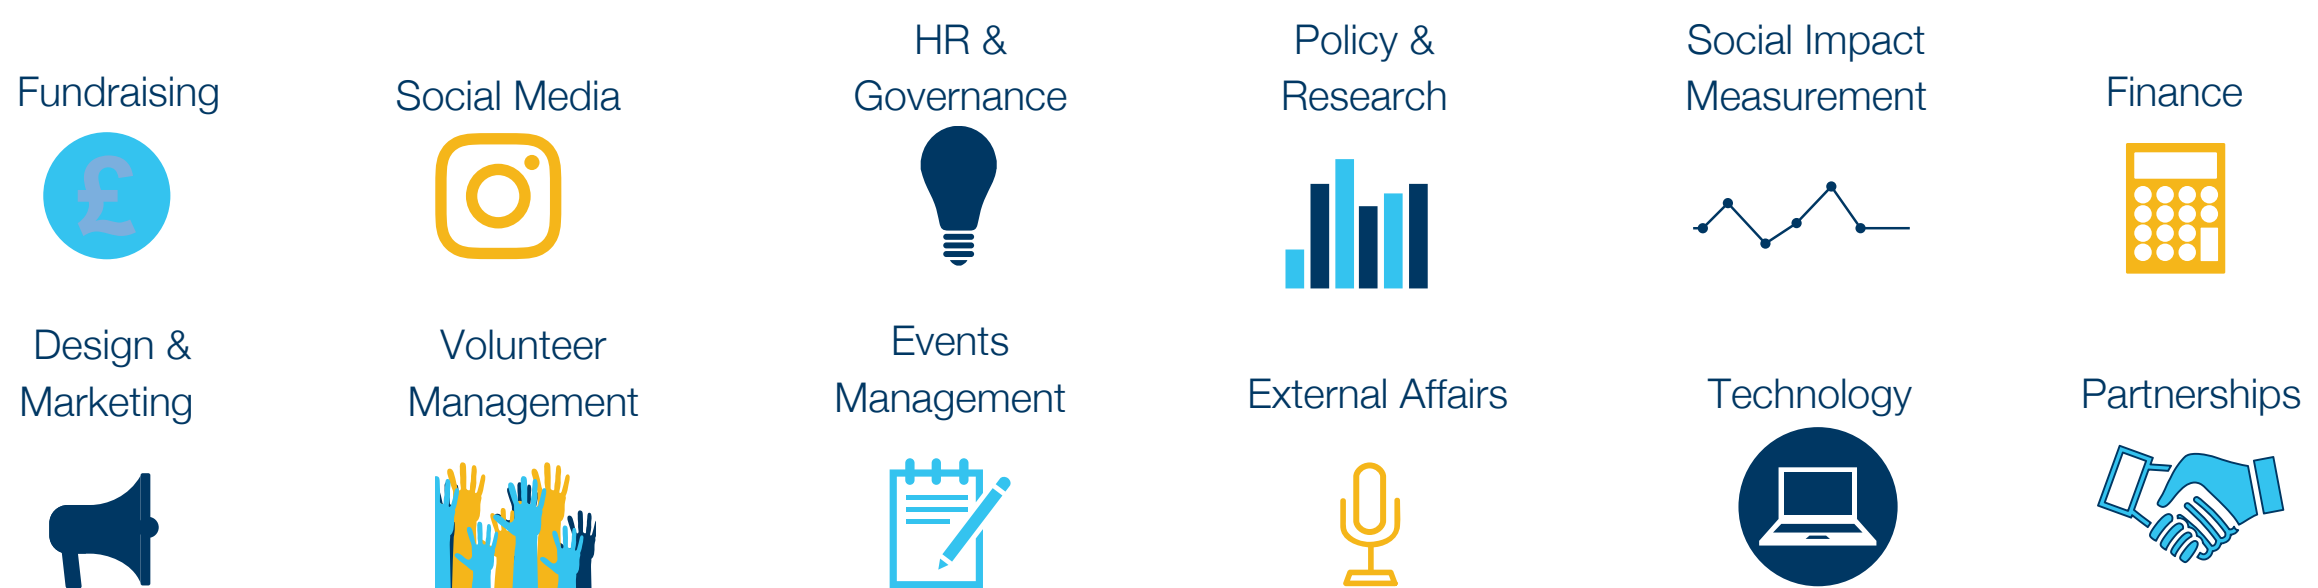 Fundraising
Social Media
HR &
Governance
Policy &
Research
Social Impact
Measurement
Finance
£
Design &
Marketing
Volunteer
Management
Events
Management
External Affairs
Technology
Partnerships